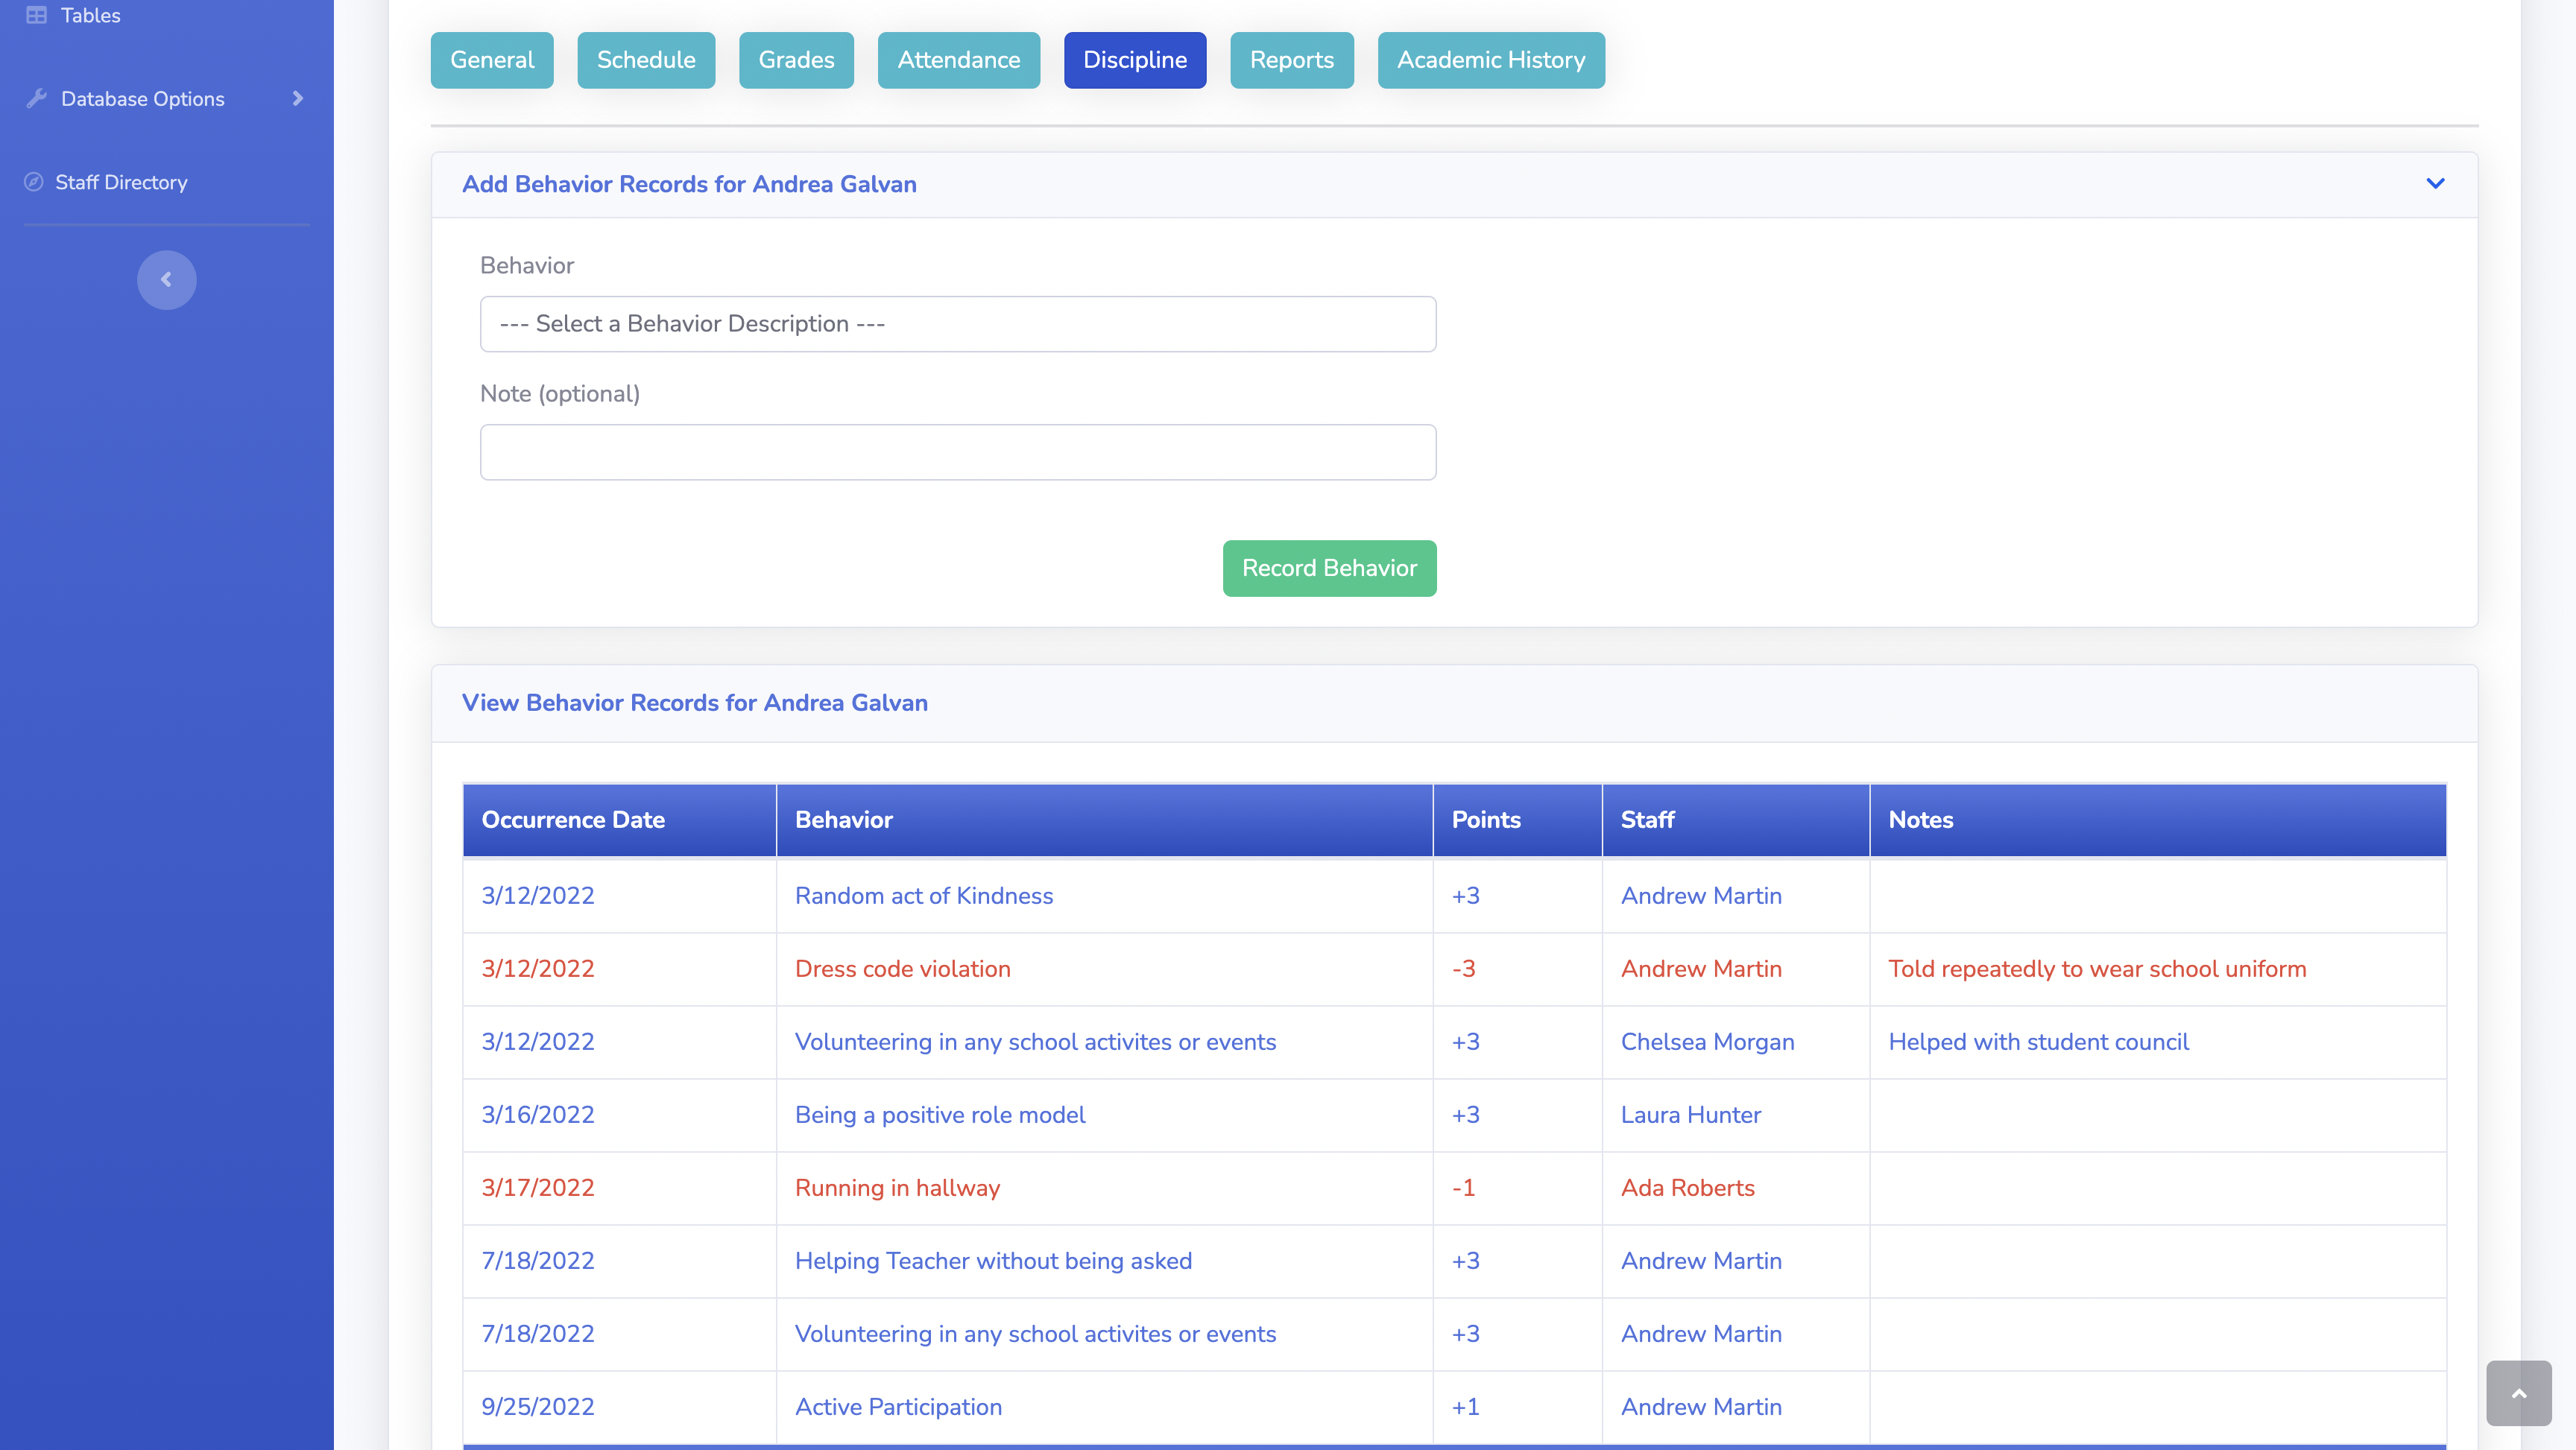 Tables
Database Options
Staff Directory
General Schedule Grades Attendance Discipline Reports Academic History
Add Behavior Records for Andrea Galvan
Behavior
--- Select a Behavior Description ---
Note (optional)
Record Behavior
View Behavior Records for Andrea Galvan
Occurrence Date Behavior Points Staff Notes
3/12/2022 Random act of Kindness +3 Andrew Martin
3/12/2022 Dress code violation -3 Andrew Martin Told repeatedly to wear school uniform
3/12/2022 Volunteering in any school activites or events +3 Chelsea Morgan Helped with student council
3/16/2022 Being a positive role model +3 Laura Hunter
3/17/2022 Running in hallway -1 Ada Roberts
7/18/2022 Helping Teacher without being asked +3 Andrew Martin
7/18/2022 Volunteering in any school activites or events +3 Andrew Martin
9/25/2022 Active Participation +1 Andrew Martin